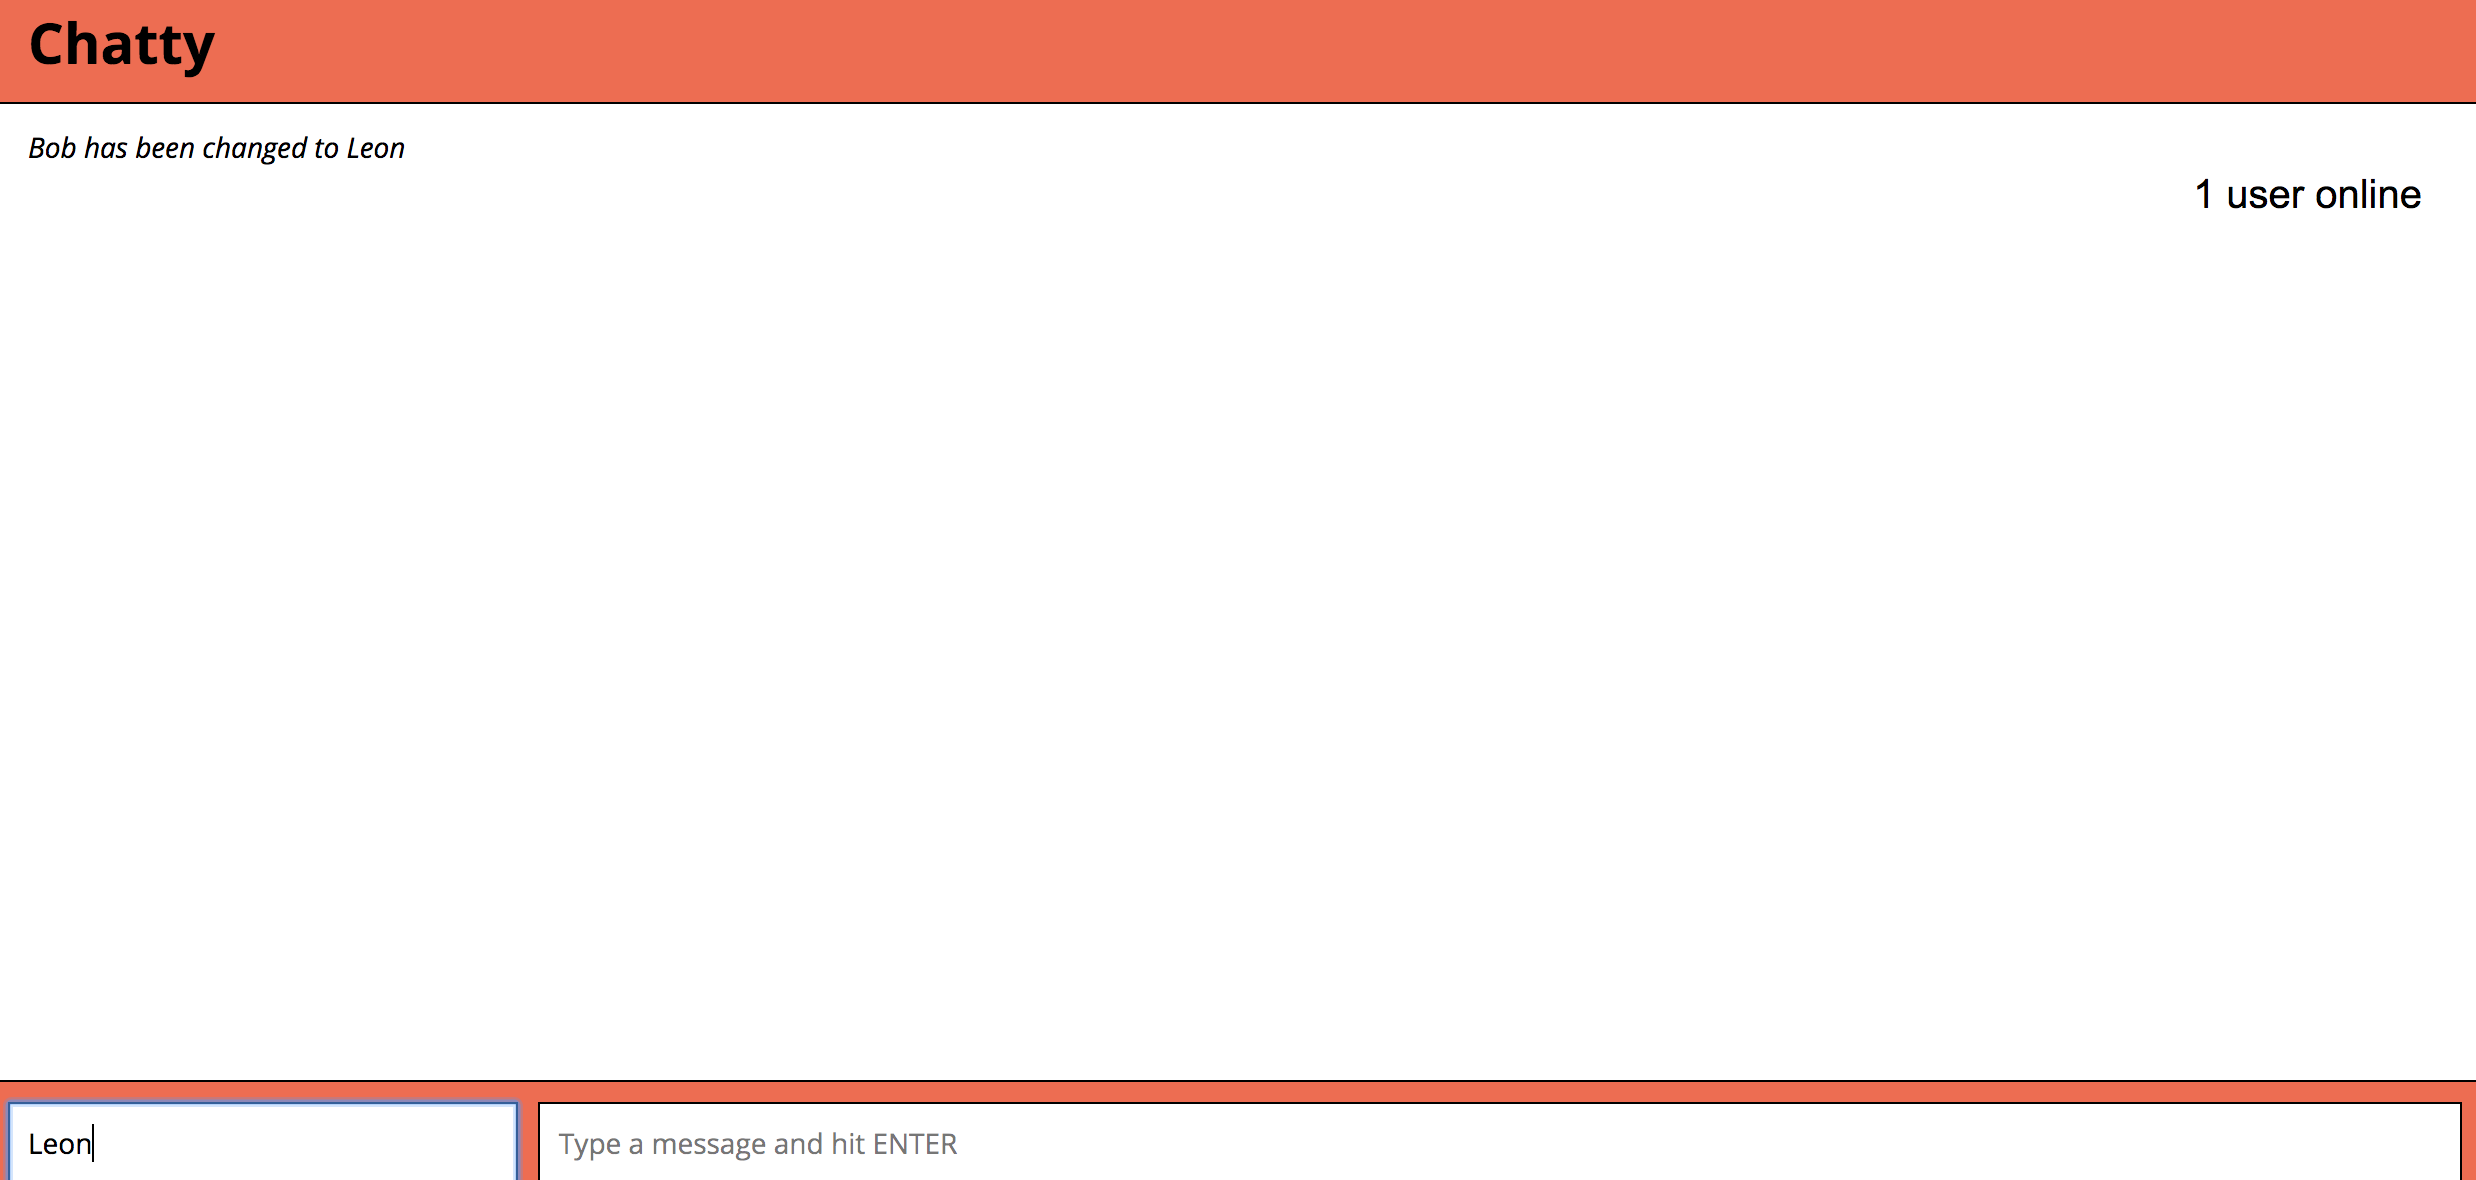 Chatty
Bob has been changed to Leon
1 user online
Leon
Type a message and hit ENTER